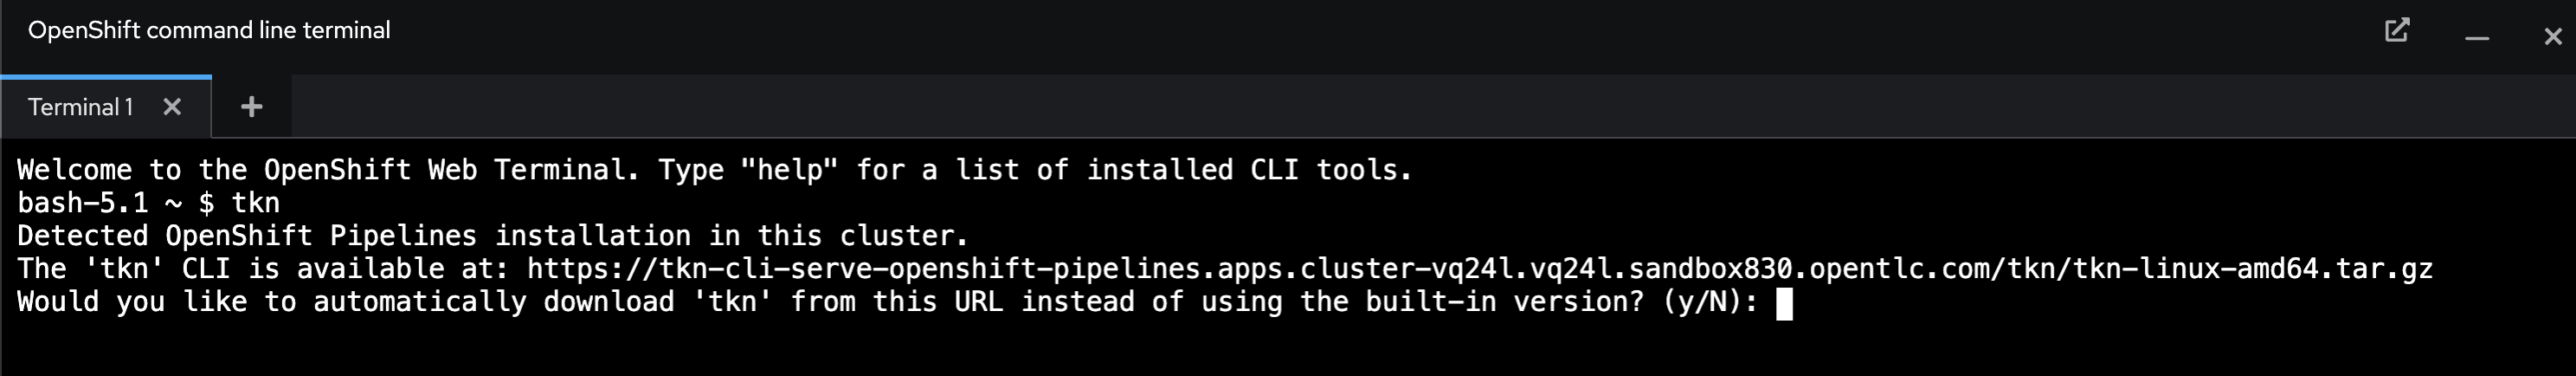 OpenShift command line terminal
Terminal 1
Welcome to the OpenShift Web Terminal. Type "help" for a list of installed CLI tools.
bash-5.1 ~ $ tkn
Detected OpenShift Pipelines installation in this cluster.
The 'tkn' CLI is available at: https://tkn-cli-serve-openshift-pipelines.apps.cluster-vq24l.vq24l.sandbox830.opentlc.com/tkn/tkn-linux-amd64.tar.gz
Would you like to automatically download 'tkn' from this URL instead of using the built-in version? (y/N):